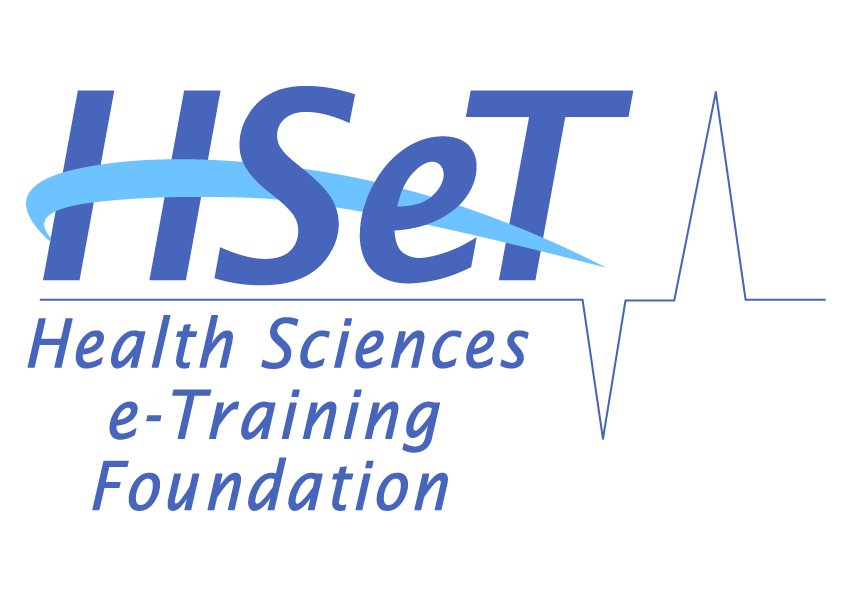 HSeT
Health Sciences
e-Training
Foundation